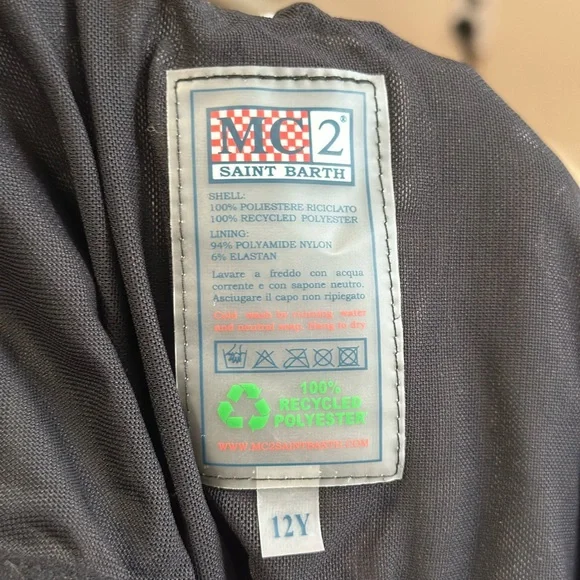 MC2®
SAINT BARTH
SHELL:
100% POLIESTERE RICICLATO
100% RECYCLED POLYESTER
LINING:
94% POLYAMIDE NYLON
6% ELASTAN
Lavare a freddo con acqua
corrente e con sapone neutro.
Asciugare il capo non ripiegato
water
100%
RECYCLED
POLYESTER
12Y